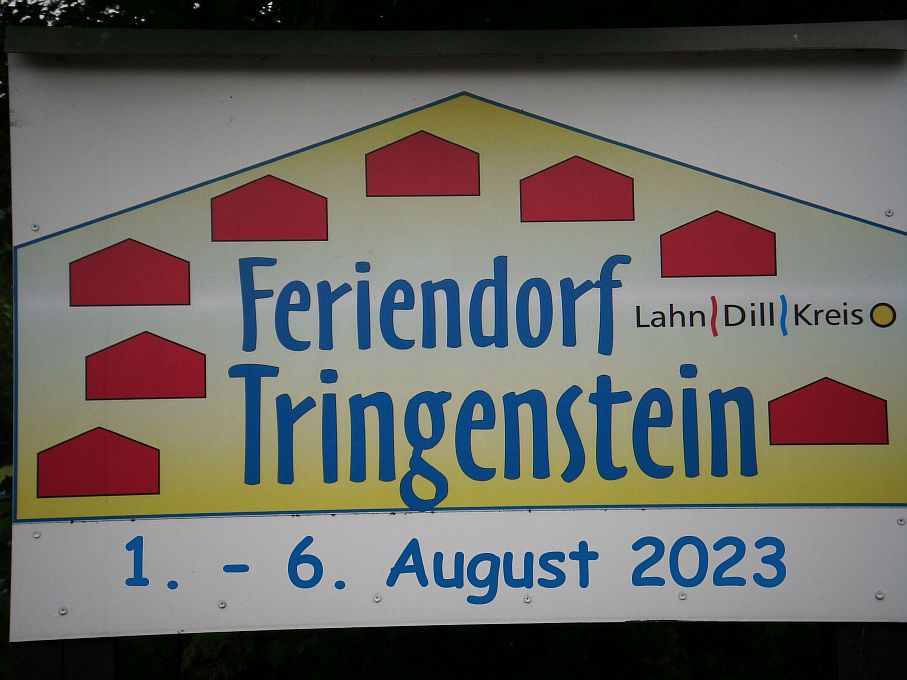 Feriendorf
Lahn Dill Kreis
Tringenstein
1. - 6. August 2023